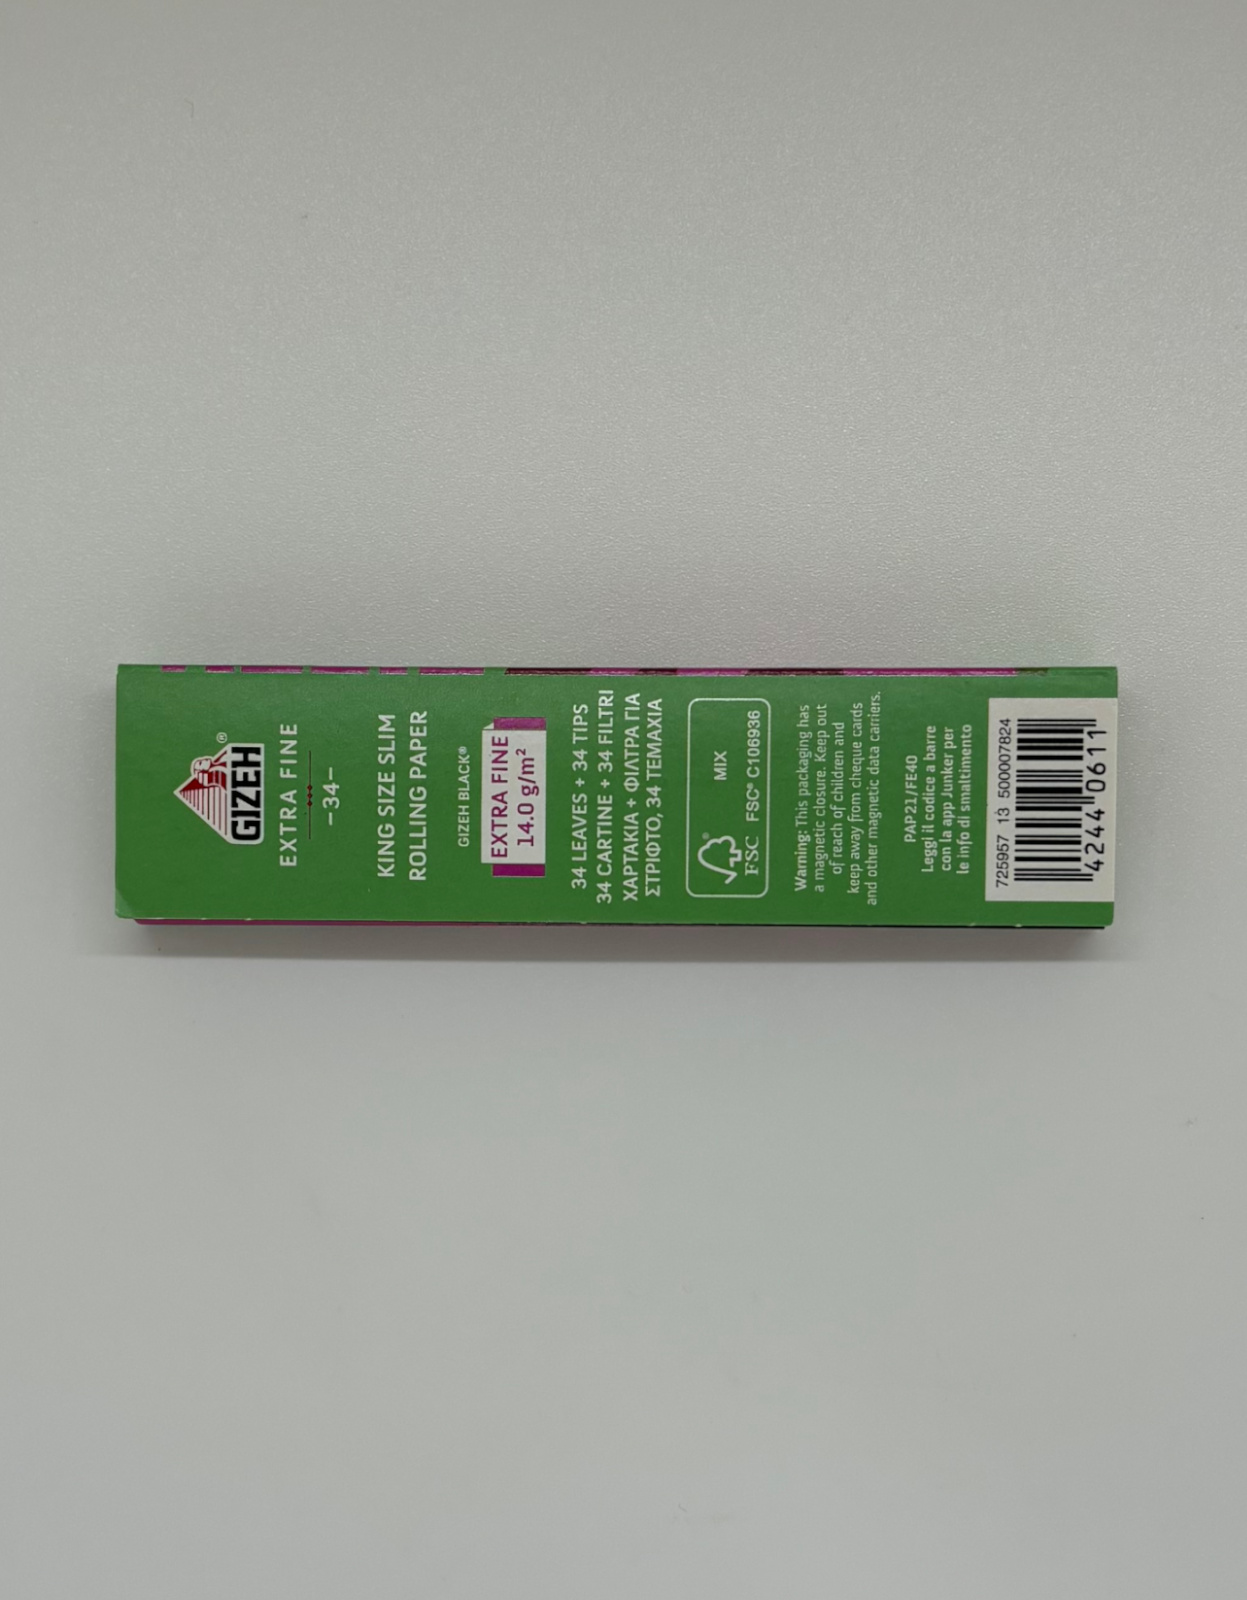 GIZEH®
EXTRA FINE
–34–
KING SIZE SLIM
ROLLING PAPER
GIZEH BLACK®
EXTRA FINE
14.0 g/m²
34 LEAVES + 34 TIPS
34 CARTINE + 34 FILTRI
ΧΑΡΤΑΚΙΑ + ΦΙΛΤΡΑ ΓΙΑ
ΣΤΡΙΦΤΟ, 34 ΤΕΜΑΧΙΑ
MIX
FSC® FSC® C106936
Warning: This packaging has
a magnetic closure. Keep out
of reach of children and
keep away from cheque cards
and other magnetic data carriers.
PAP21/FE40
Leggi il codice a barre
con la app Junker per
le info di smaltimento
725957 13 5000007824
42440611